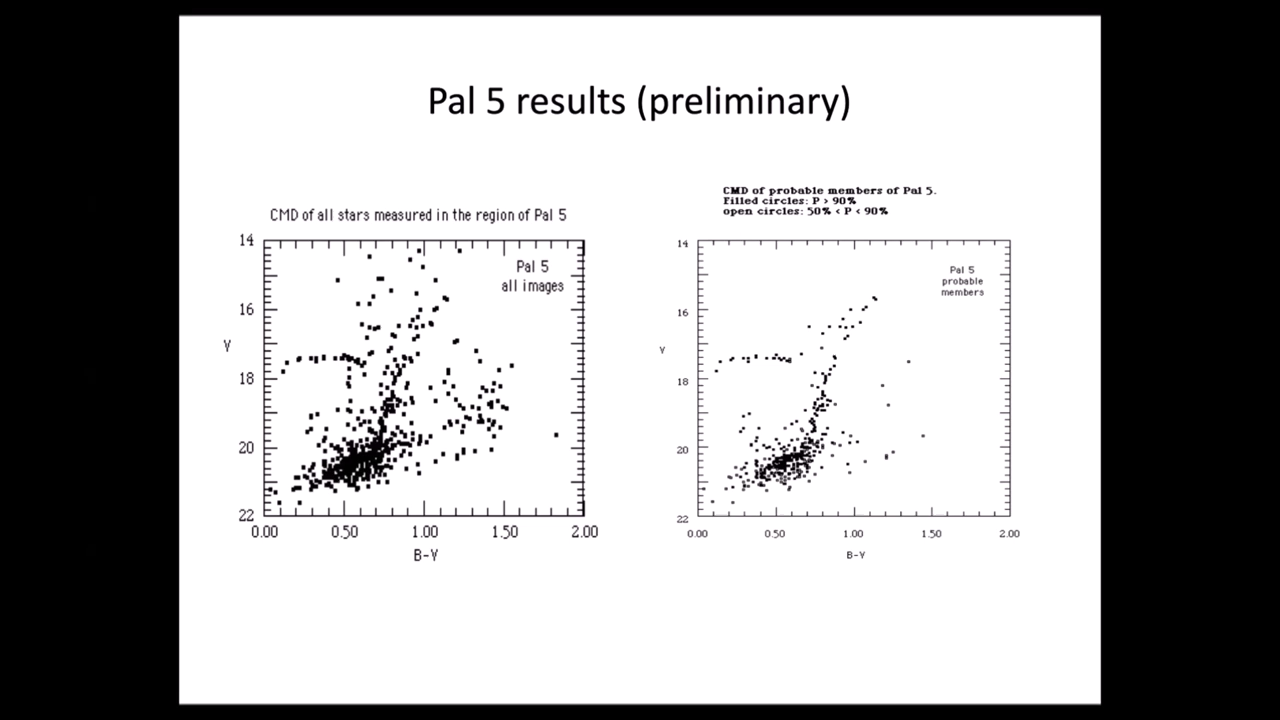 Pal 5 results (preliminary)
CMD of all stars measured in the region of Pal 5
14
16
18
20
22
V
Pal 5
all images
0.00 0.50 1.00 1.50 2.00
B-V
CMD of probable members of Pal 5.
Filled circles: P > 90%
open circles: 50% < P < 90%
14
16
18
20
22
V
Pal 5
probable
members
0.00 0.50 1.00 1.50 2.00
B-V